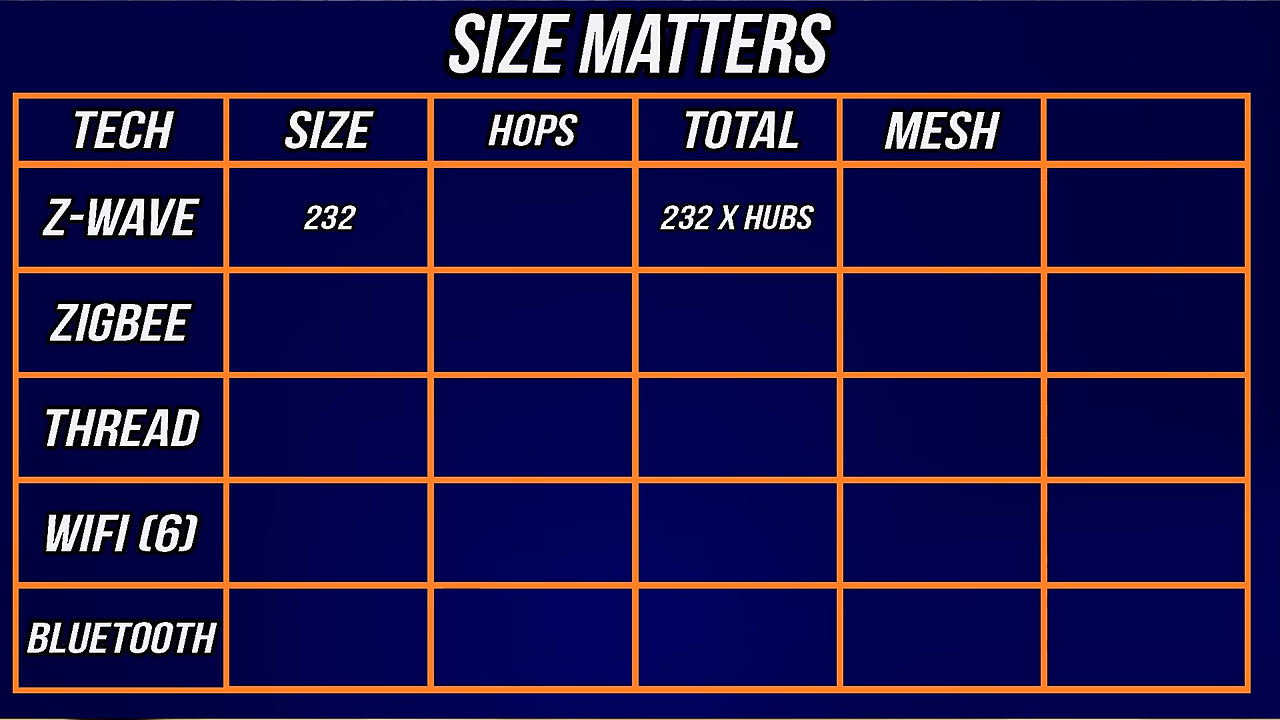 SIZE MATTERS
TECH SIZE HOPS TOTAL MESH
Z-WAVE 232 232 X HUBS
ZIGBEE
THREAD
WIFI (6)
BLUETOOTH